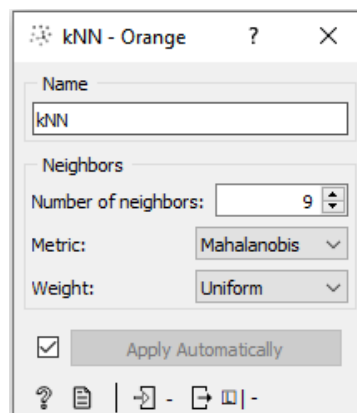 kNN - Orange ? ×
Name
kNN
Neighbors
Number of neighbors: 9
Metric: Mahalanobis
Weight: Uniform
Apply Automatically
? | - | -